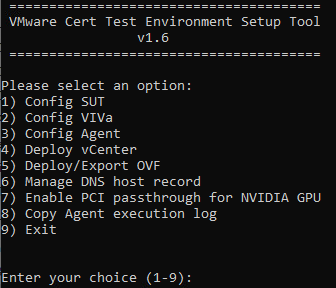 ==========================================
VMware Cert Test Environment Setup Tool
v1.6
==========================================
Please select an option:
1) Config SUT
2) Config VIVa
3) Config Agent
4) Deploy vCenter
5) Deploy/Export OVF
6) Manage DNS host record
7) Enable PCI passthrough for NVIDIA GPU
8) Copy Agent execution log
9) Exit
Enter your choice (1-9):